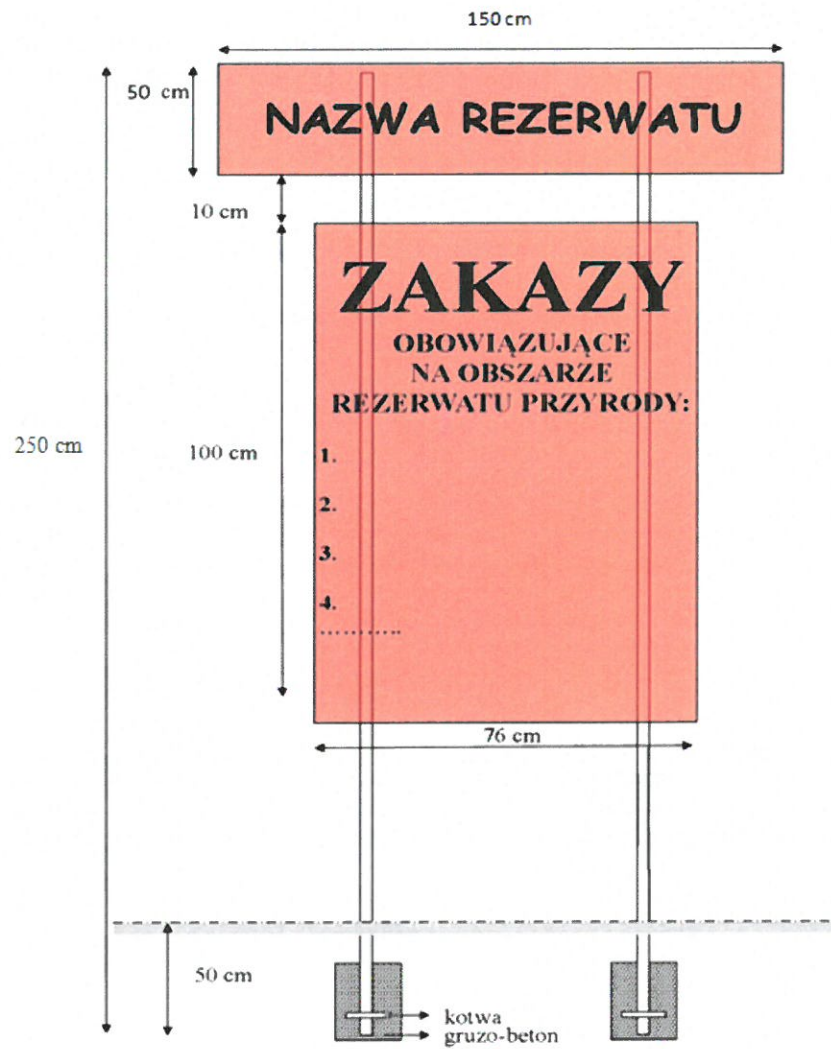 150 cm
50 cm
NAZWA REZERWATU
10 cm
ZAKAZY
OBOWIĄZUJĄCE
NA OBSZARZE
REZERWATU PRZYRODY:
250 cm
100 cm
1.
2.
3.
4.
..............
76 cm
50 cm
kotwa
gruzo-beton